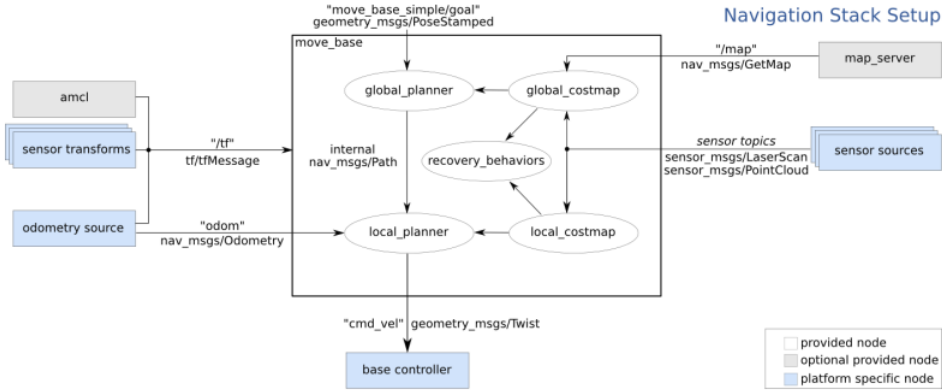 Navigation Stack Setup
"move_base_simple/goal"
geometry_msgs/PoseStamped
move_base
"/map"
nav_msgs/GetMap
map_server
global_planner
global_costmap
amcl
sensor transforms
"/tf"
tf/tfMessage
internal
nav_msgs/Path
recovery_behaviors
sensor topics
sensor_msgs/LaserScan
sensor_msgs/PointCloud
sensor sources
odometry source
"odom"
nav_msgs/Odometry
local_planner
local_costmap
"cmd_vel" geometry_msgs/Twist
base controller
provided node
optional provided node
platform specific node